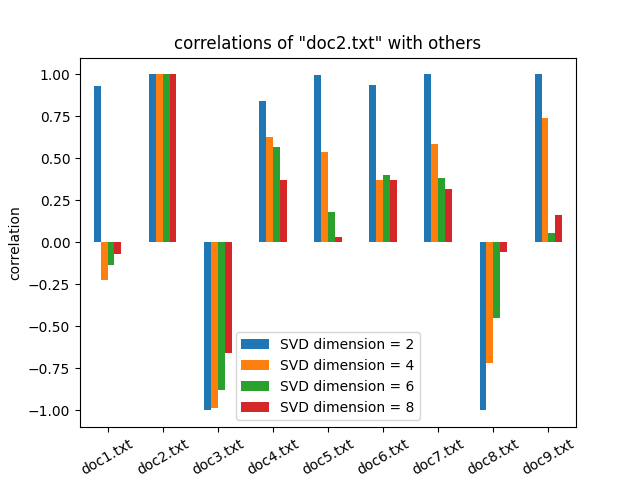 correlations of "doc2.txt" with others
correlation
1.00
0.75
0.50
0.25
0.00
−0.25
−0.50
−0.75
−1.00
SVD dimension = 2
SVD dimension = 4
SVD dimension = 6
SVD dimension = 8
doc1.txt
doc2.txt
doc3.txt
doc4.txt
doc5.txt
doc6.txt
doc7.txt
doc8.txt
doc9.txt